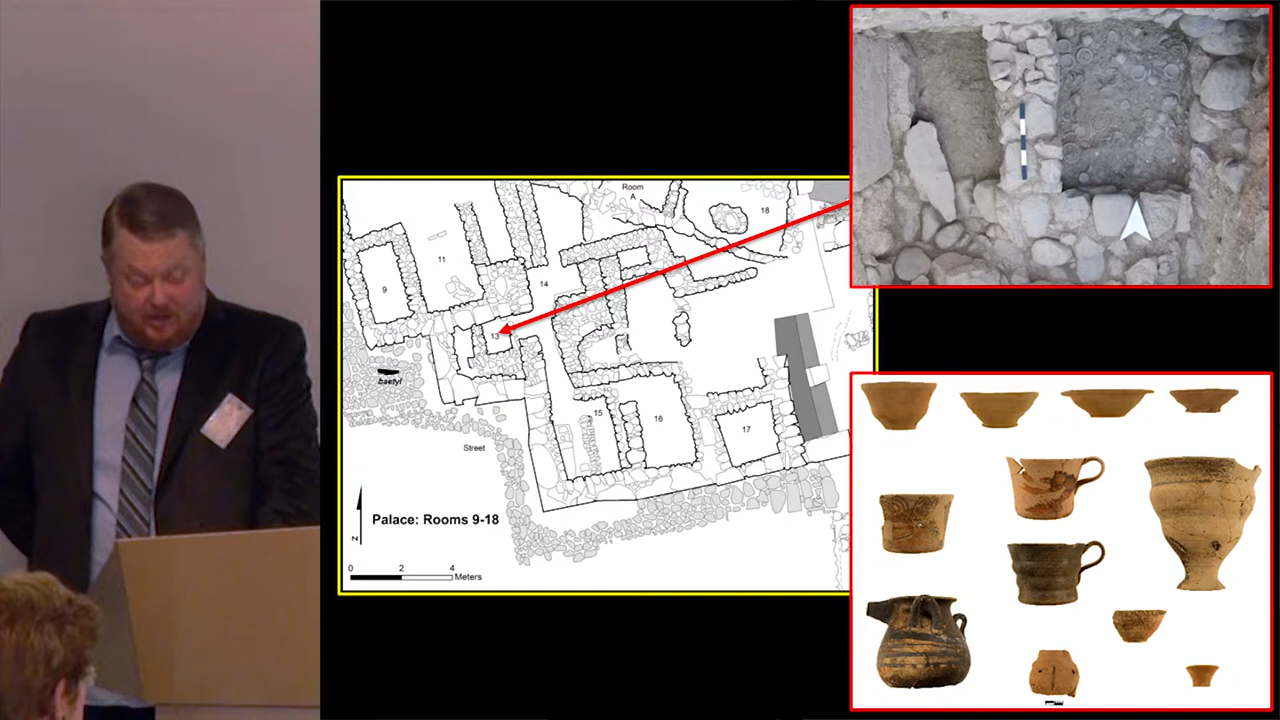 Room
A
18
11
9
14
13
baetyl
15
16
17
Street
Palace: Rooms 9-18
N
0 2 4
Meters